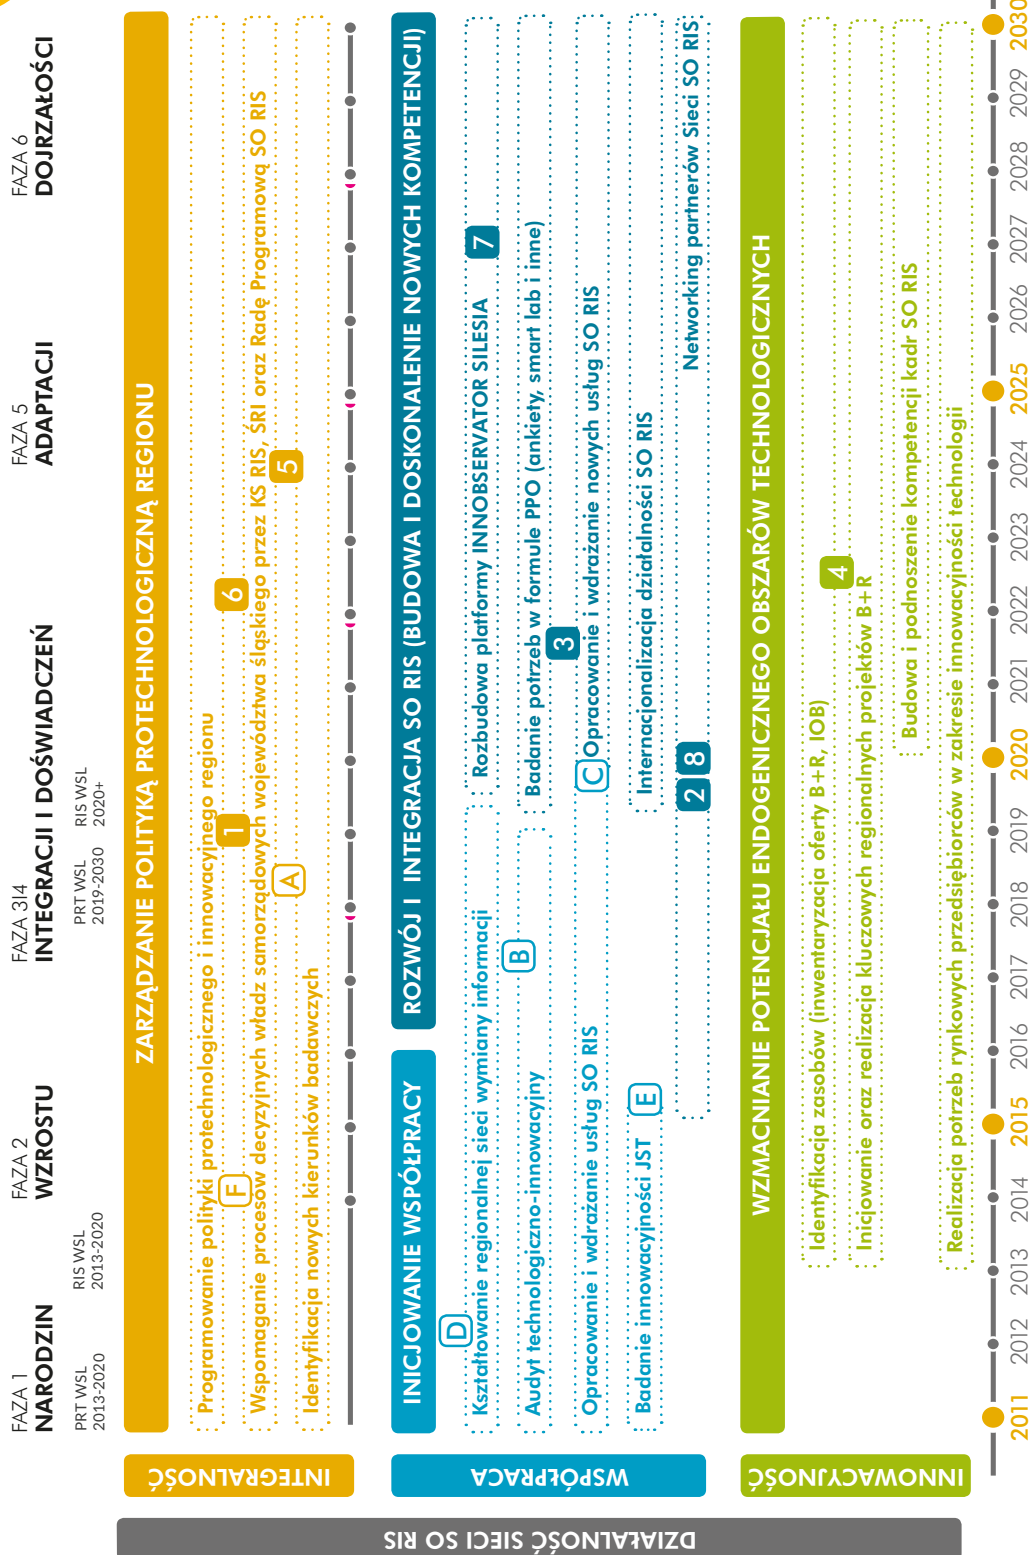 FAZA 1
NARODZIN
FAZA 2
WZROSTU
FAZA 3I4
INTEGRACJI I DOŚWIADCZEŃ
FAZA 5
ADAPTACJI
FAZA 6
DOJRZAŁOŚCI
PRT WSL
2013-2020
RIS WSL
2013-2020
PRT WSL
2019-2030
RIS WSL
2020+
DZIAŁALNOŚĆ SIECI SO RIS
INTEGRALNOŚĆ
ZARZĄDZANIE POLITYKĄ PROTECHNOLOGICZNĄ REGIONU
Programowanie polityki protechnologicznego i innowacyjnego regionu
F
1
6
Wspomaganie procesów decyzyjnych władz samorządowych województwa śląskiego przez KS RIS, ŚRI oraz Radę Programową SO RIS
A
5
Identyfikacja nowych kierunków badawczych
WSPÓŁPRACA
INICJOWANIE WSPÓŁPRACY
ROZWÓJ I INTEGRACJA SO RIS (BUDOWA I DOSKONALENIE NOWYCH KOMPETENCJI)
D
Kształtowanie regionalnej sieci wymiany informacji
Rozbudowa platformy INNOBSERVATOR SILESIA
7
Audyt technologiczno-innowacyjny
B
Badanie potrzeb w formule PPO (ankiety, smart lab i inne)
3
Opracowanie i wdrażanie usług SO RIS
C
Opracowanie i wdrażanie nowych usług SO RIS
Badanie innowacyjności JST
E
Internacjonalizacja działalności SO RIS
2
8
Networking partnerów Sieci SO RIS
INNOWACYJNOŚĆ
WZMACNIANIE POTENCJAŁU ENDOGENICZNEGO OBSZARÓW TECHNOLOGICZNYCH
Identyfikacja zasobów (inwentaryzacja oferty B+R, IOB)
4
Inicjowanie oraz realizacja kluczowych regionalnych projektów B+R
Budowa i podnoszenie kompetencji kadr SO RIS
Realizacja potrzeb rynkowych przedsiębiorców w zakresie innowacyjności technologii
2011
2012
2013
2014
2015
2016
2017
2018
2019
2020
2021
2022
2023
2024
2025
2026
2027
2028
2029
2030